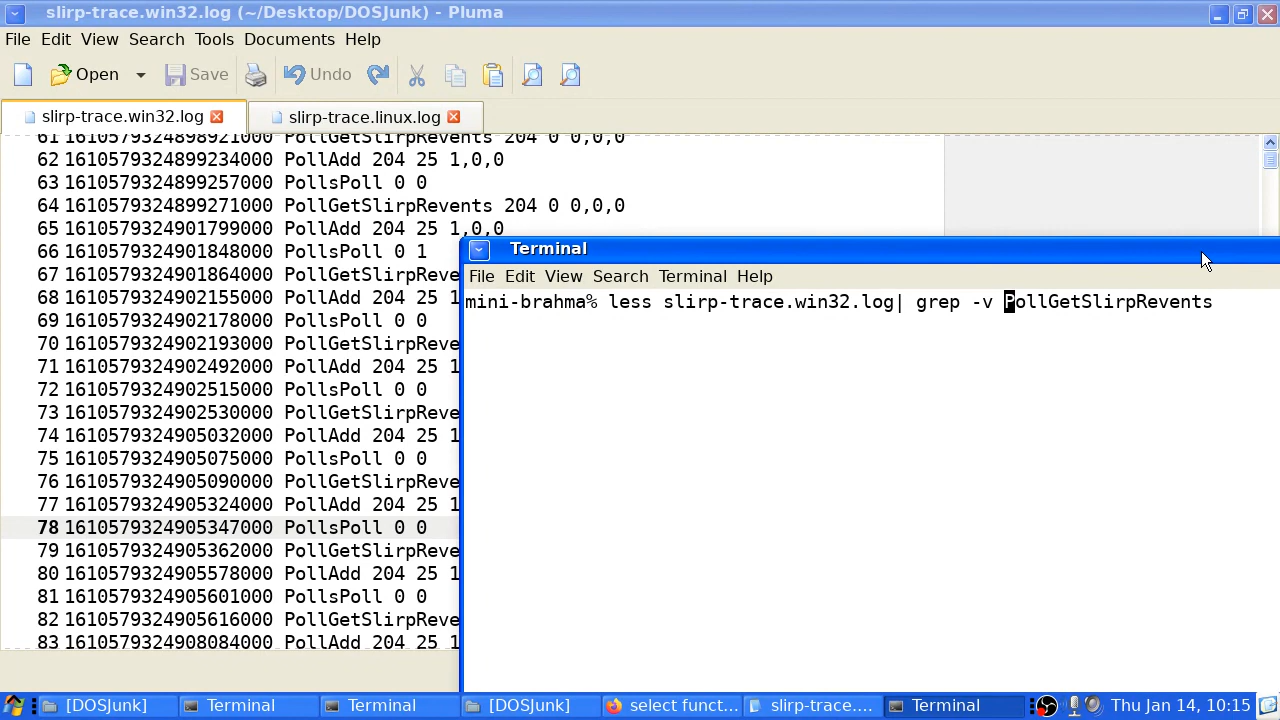 slirp-trace.win32.log (~/Desktop/DOSJunk) - Pluma
File Edit View Search Tools Documents Help
Open Save Undo
slirp-trace.win32.log slirp-trace.linux.log
61 1610579324898921000 PollGetSlirpRevents 204 0 0,0,0
62 1610579324899234000 PollAdd 204 25 1,0,0
63 1610579324899257000 PollsPoll 0 0
64 1610579324899271000 PollGetSlirpRevents 204 0 0,0,0
65 1610579324901799000 PollAdd 204 25 1,0,0
66 1610579324901848000 PollsPoll 0 1
67 1610579324901864000 PollGetSlirpReve
68 1610579324902155000 PollAdd 204 25 1
69 1610579324902178000 PollsPoll 0 0
70 1610579324902193000 PollGetSlirpReve
71 1610579324902492000 PollAdd 204 25 1
72 1610579324902515000 PollsPoll 0 0
73 1610579324902530000 PollGetSlirpReve
74 1610579324905032000 PollAdd 204 25 1
75 1610579324905075000 PollsPoll 0 0
76 1610579324905090000 PollGetSlirpReve
77 1610579324905324000 PollAdd 204 25 1
78 1610579324905347000 PollsPoll 0 0
79 1610579324905362000 PollGetSlirpReve
80 1610579324905578000 PollAdd 204 25 1
81 1610579324905601000 PollsPoll 0 0
82 1610579324905616000 PollGetSlirpReve
83 1610579324908084000 PollAdd 204 25 1
Terminal
File Edit View Search Terminal Help
mini-brahma% less slirp-trace.win32.log| grep -v PollGetSlirpRevents
[DOSJunk] Terminal Terminal [DOSJunk] select funct... slirp-trace.... Terminal Thu Jan 14, 10:15